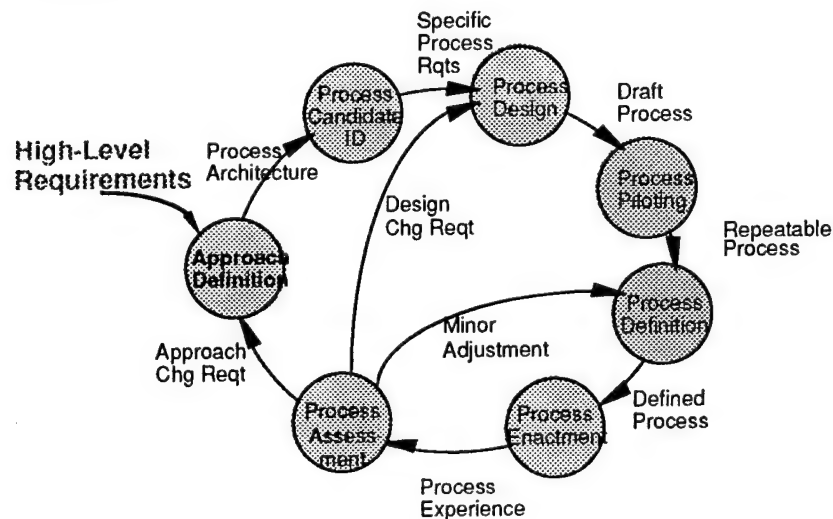 Specific
Process
Rqts
Process
Candidate
ID
Process
Design
Draft
Process
High-Level
Requirements
Process
Architecture
Process
Piloting
Design
Chg Reqt
Repeatable
Process
Approach
Definition
Process
Definition
Minor
Adjustment
Approach
Chg Reqt
Defined
Process
Process
Assess
ment
Process
Enactment
Process
Experience